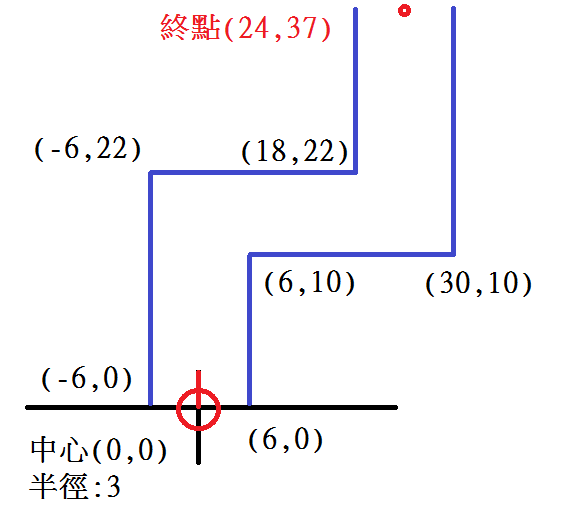 終點(24,37)
(-6,22)
(18,22)
(6,10)
(30,10)
(-6,0)
中心(0,0)
(6,0)
半徑:3